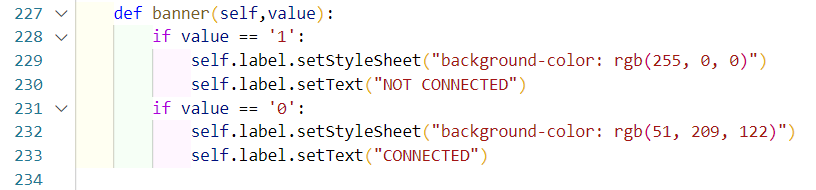 227 def banner(self,value):
228 if value == '1':
229 self.label.setStyleSheet("background-color: rgb(255, 0, 0)")
230 self.label.setText("NOT CONNECTED")
231 if value == '0':
232 self.label.setStyleSheet("background-color: rgb(51, 209, 122)")
233 self.label.setText("CONNECTED")
234